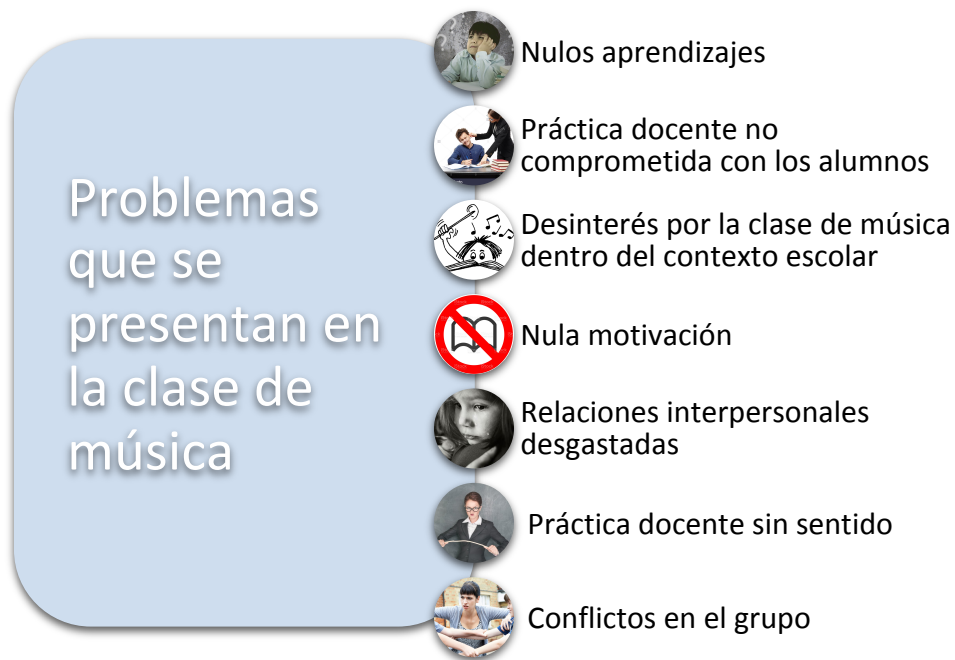 Problemas
que se
presentan en
la clase de
música
Nulos aprendizajes
Práctica docente no
comprometida con los alumnos
Desinterés por la clase de música
dentro del contexto escolar
Nula motivación
Relaciones interpersonales
desgastadas
Práctica docente sin sentido
Conflictos en el grupo